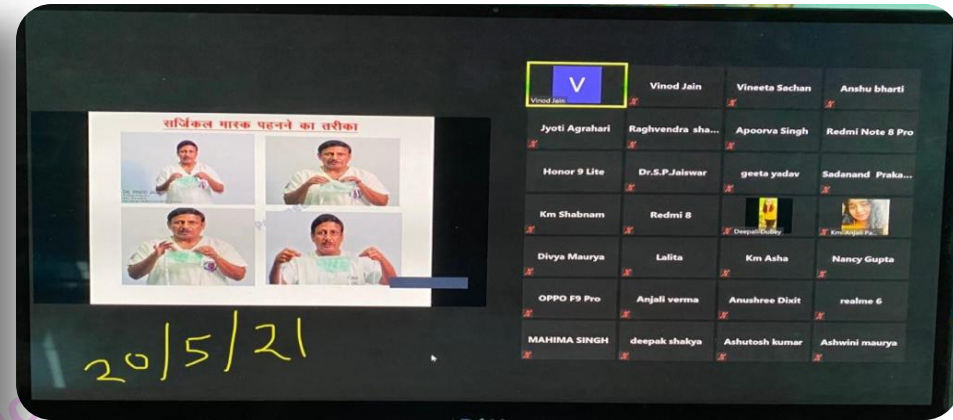 सर्जिकल मास्क पहनने का तरीका
20/5/21
V
Vinod Jain
Vinod Jain
Vineeta Sachan
Anshu bharti
Jyoti Agrahari
Raghvendra sha...
Apoorva Singh
Redmi Note 8 Pro
Honor 9 Lite
Dr.S.P.Jaiswar
geeta yadav
Sadanand Praka...
Km Shabnam
Redmi 8
Deepali Dubey
Km Anjali Pa...
Divya Maurya
Lalita
Km Asha
Nancy Gupta
OPPO F9 Pro
Anjali verma
Anushree Dixit
realme 6
MAHIMA SINGH
deepak shakya
Ashutosh kumar
Ashwini maurya